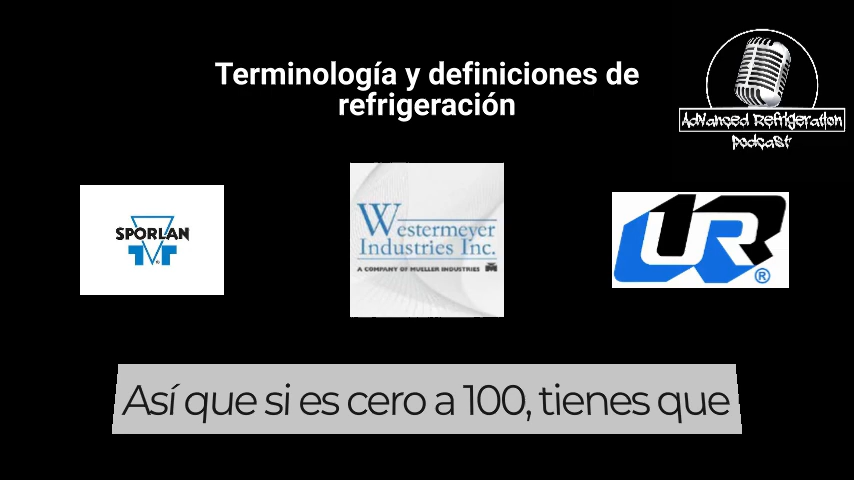 Terminología y definiciones de
refrigeración
Advanced Refrigeration
Podcast
SPORLAN
Westermeyer
Industries Inc.
A COMPANY OF MUELLER INDUSTRIES
UR
®
Así que si es cero a 100, tienes que